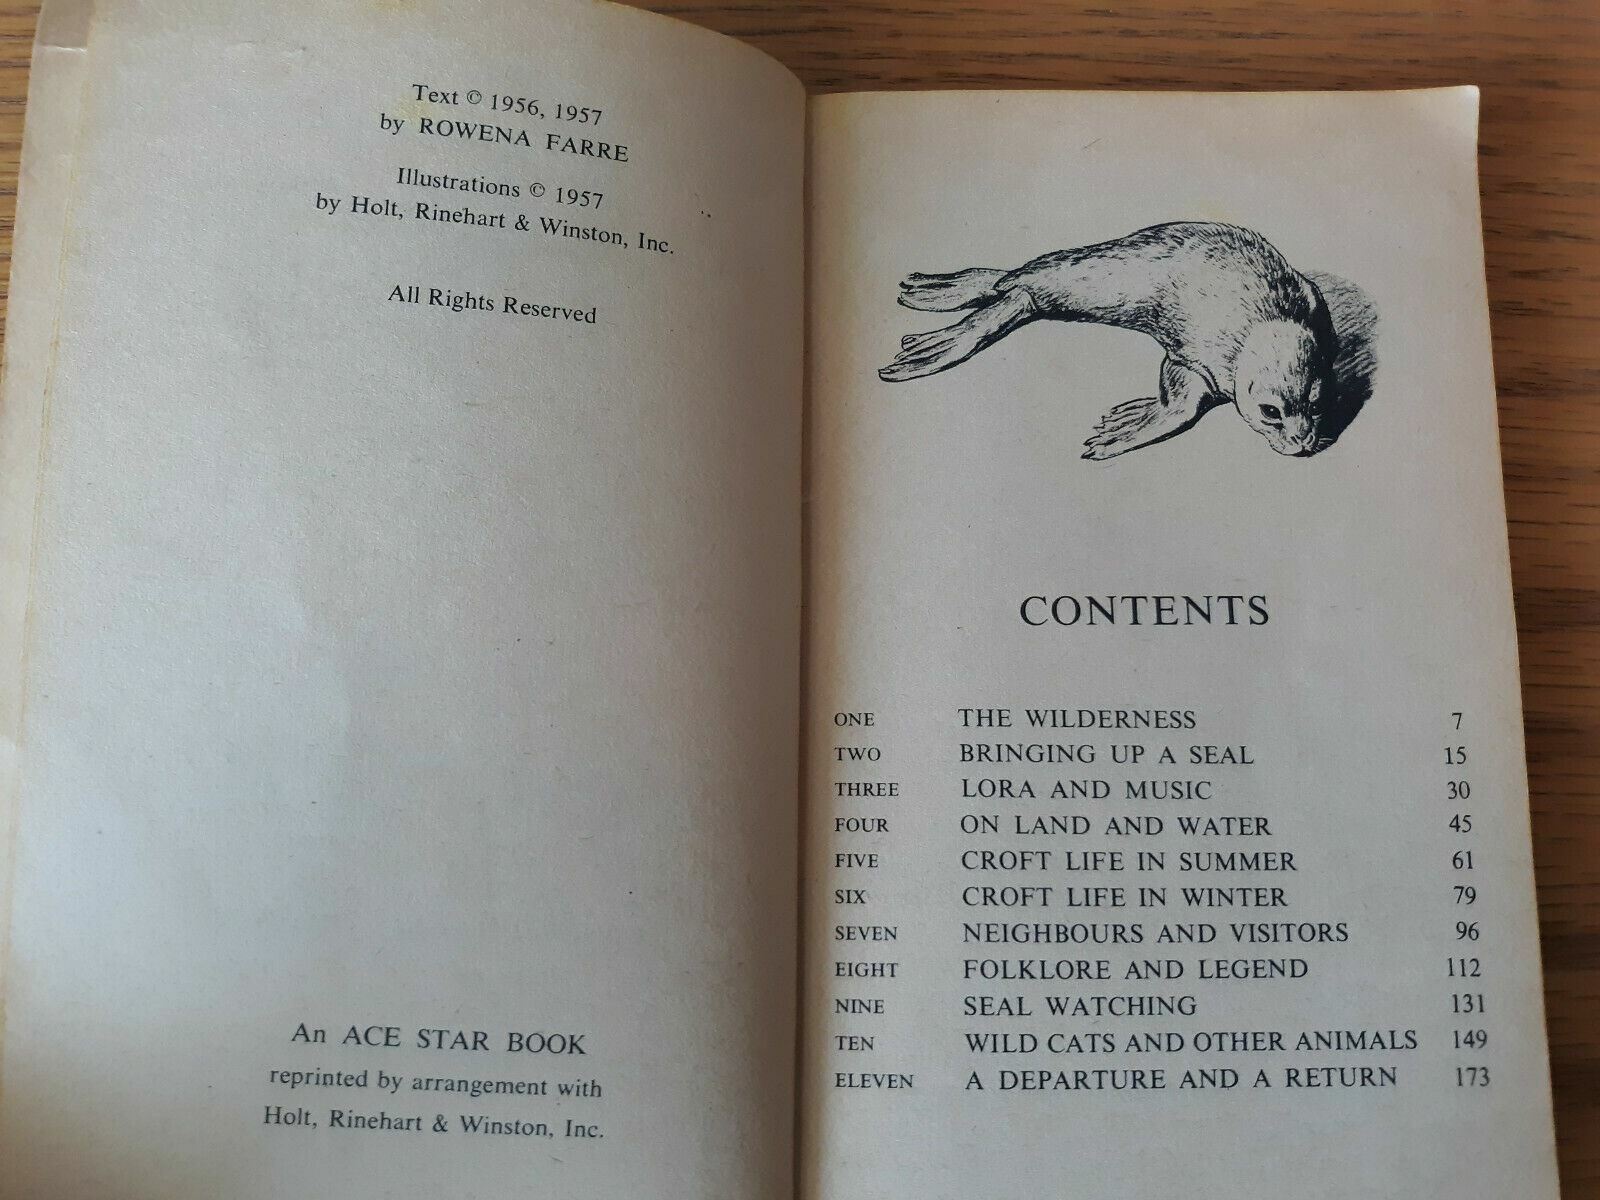 Text © 1956, 1957
by ROWENA FARRE
Illustrations © 1957
by Holt, Rinehart & Winston, Inc.
All Rights Reserved
An ACE STAR BOOK
reprinted by arrangement with
Holt, Rinehart & Winston, Inc.
CONTENTS
ONE THE WILDERNESS 7
TWO BRINGING UP A SEAL 15
THREE LORA AND MUSIC 30
FOUR ON LAND AND WATER 45
FIVE CROFT LIFE IN SUMMER 61
SIX CROFT LIFE IN WINTER 79
SEVEN NEIGHBOURS AND VISITORS 96
EIGHT FOLKLORE AND LEGEND 112
NINE SEAL WATCHING 131
TEN WILD CATS AND OTHER ANIMALS 149
ELEVEN A DEPARTURE AND A RETURN 173